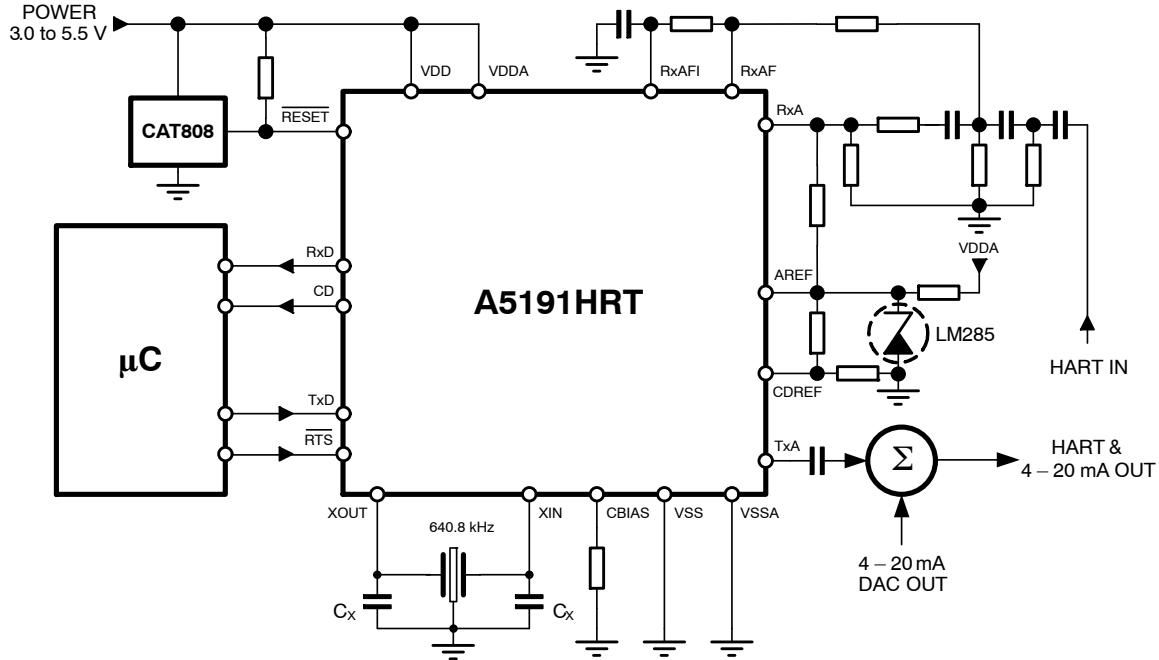 POWER
3.0 to 5.5 V
VDD
VDDA
RxAFI
RxAF
CAT808
RESET
RxA
VDDA
RxD
CD
A5191HRT
AREF
LM285
HART IN
μC
CDREF
TxD
RTS
TxA
Σ
HART &
4 – 20 mA OUT
XOUT
640.8 kHz
XIN
CBIAS
VSS
VSSA
4 – 20 mA
DAC OUT
CX
CX